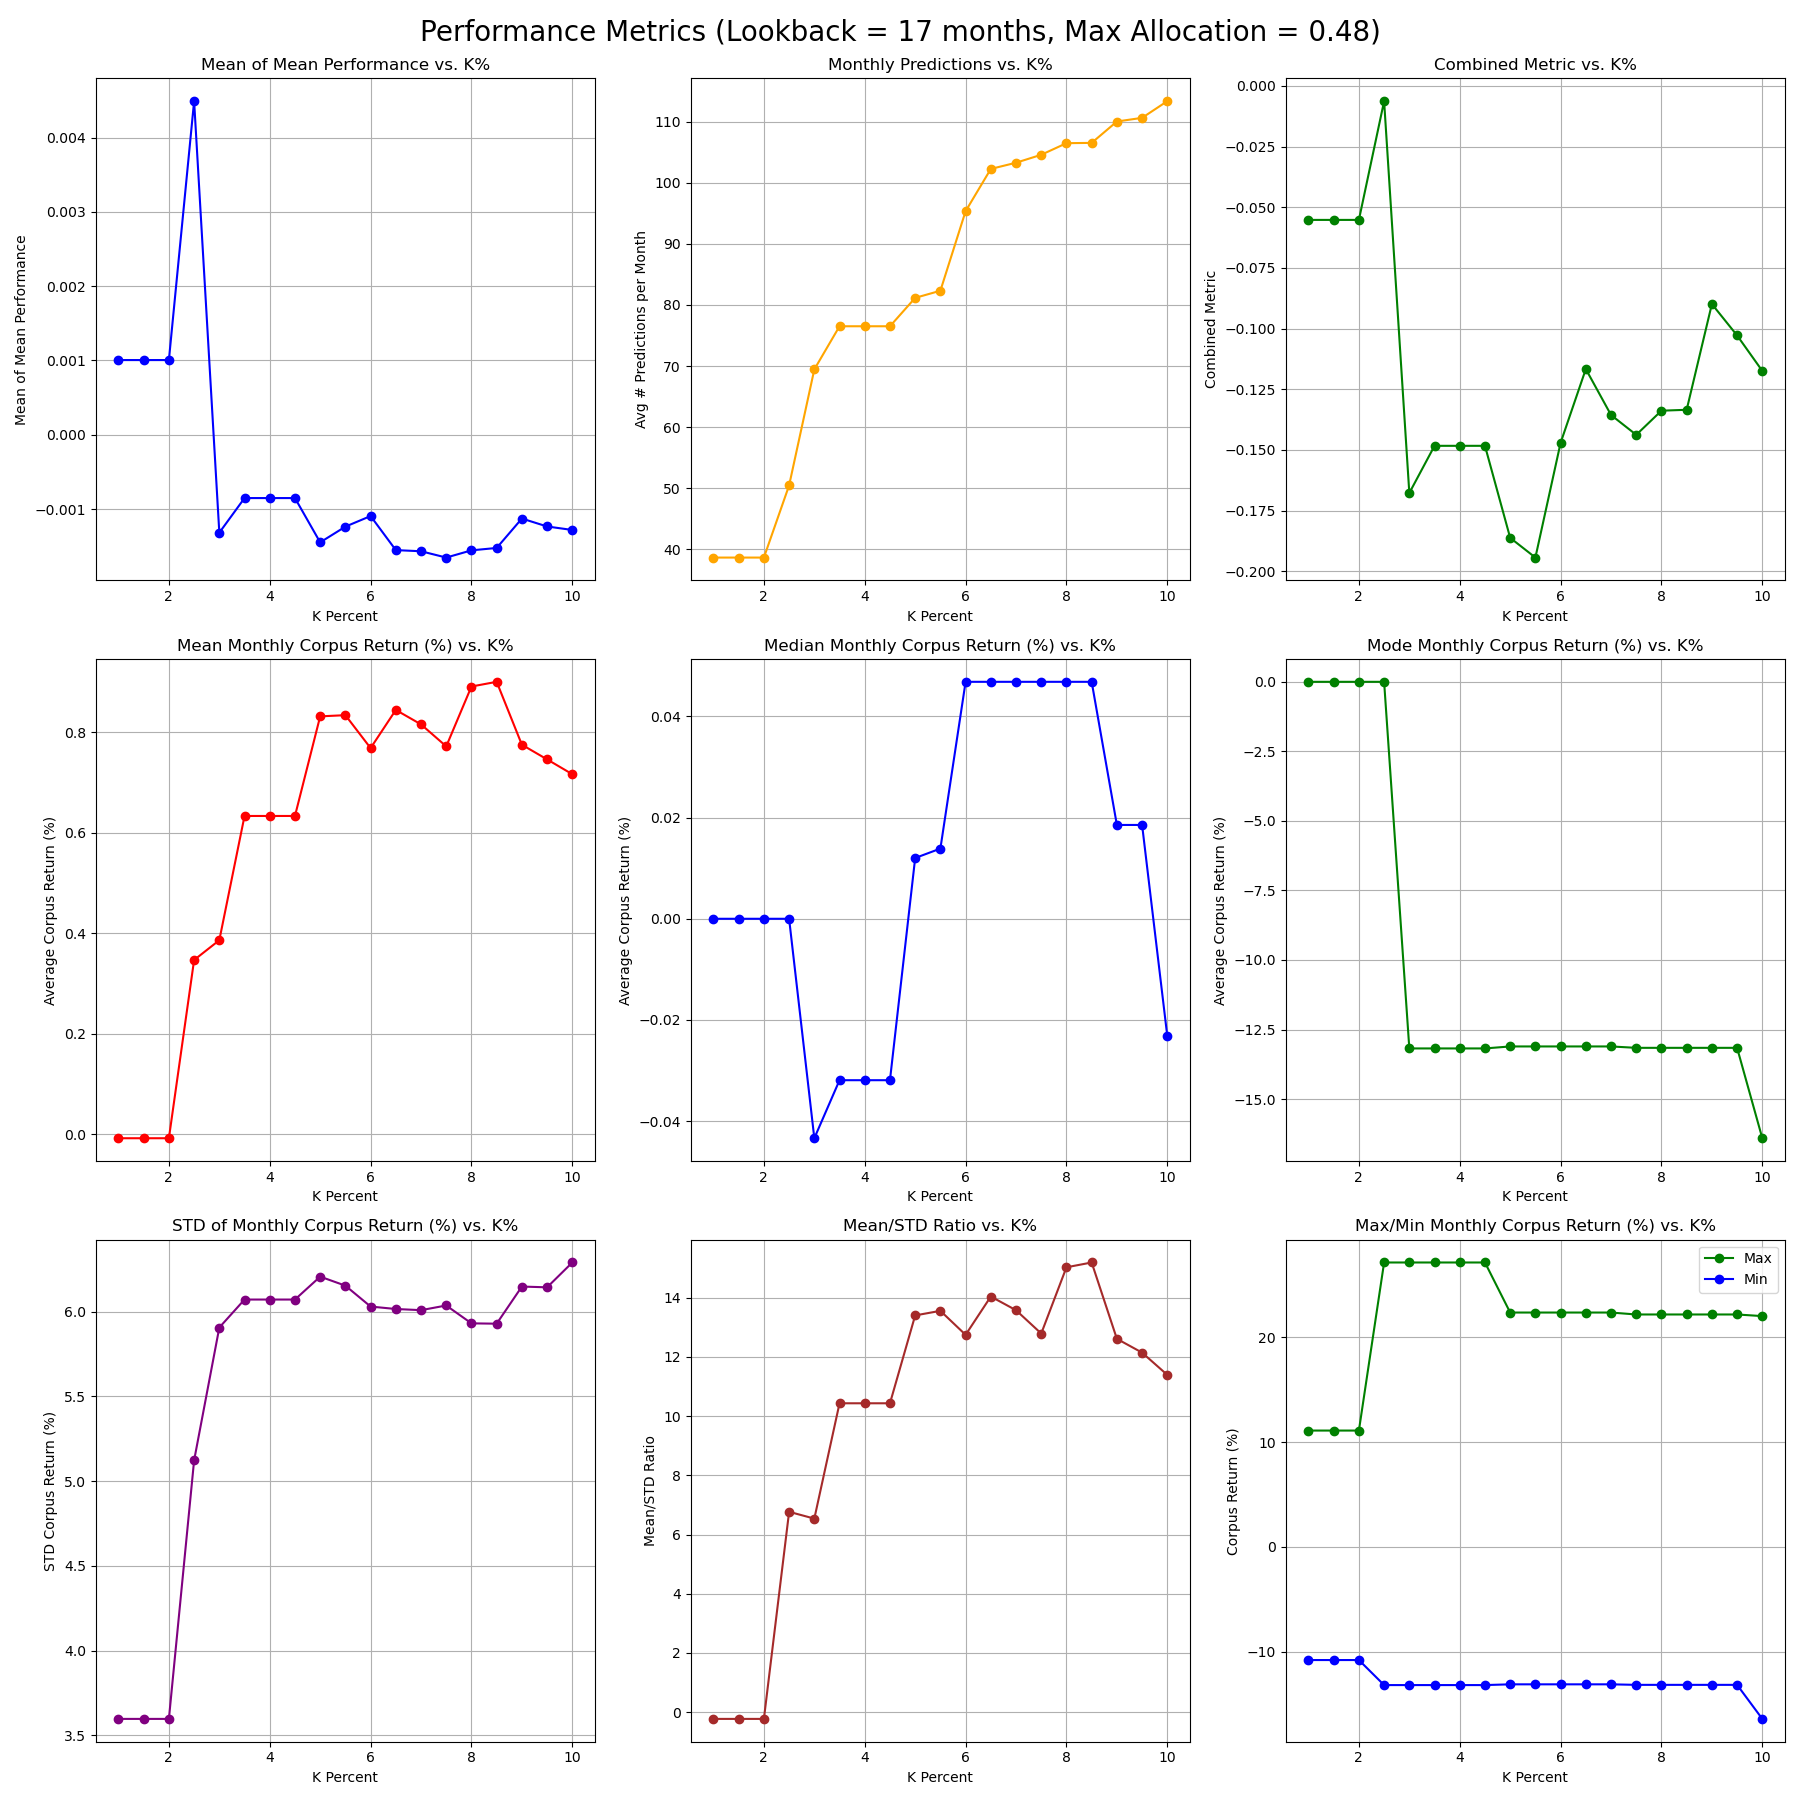 Performance Metrics (Lookback = 17 months, Max Allocation = 0.48)
Mean of Mean Performance vs. K%
Mean of Mean Performance
0.004
0.003
0.002
0.001
0.000
−0.001
2 4 6 8 10
K Percent
Monthly Predictions vs. K%
Avg # Predictions per Month
110
100
90
80
70
60
50
40
2 4 6 8 10
K Percent
Combined Metric vs. K%
Combined Metric
0.000
−0.025
−0.050
−0.075
−0.100
−0.125
−0.150
−0.175
−0.200
2 4 6 8 10
K Percent
Mean Monthly Corpus Return (%) vs. K%
Average Corpus Return (%)
0.8
0.6
0.4
0.2
0.0
2 4 6 8 10
K Percent
Median Monthly Corpus Return (%) vs. K%
Average Corpus Return (%)
0.04
0.02
0.00
−0.02
−0.04
2 4 6 8 10
K Percent
Mode Monthly Corpus Return (%) vs. K%
Average Corpus Return (%)
0.0
−2.5
−5.0
−7.5
−10.0
−12.5
−15.0
2 4 6 8 10
K Percent
STD of Monthly Corpus Return (%) vs. K%
STD Corpus Return (%)
6.0
5.5
5.0
4.5
4.0
3.5
2 4 6 8 10
K Percent
Mean/STD Ratio vs. K%
Mean/STD Ratio
14
12
10
8
6
4
2
0
2 4 6 8 10
K Percent
Max/Min Monthly Corpus Return (%) vs. K%
Corpus Return (%)
Max
Min
20
10
0
−10
2 4 6 8 10
K Percent